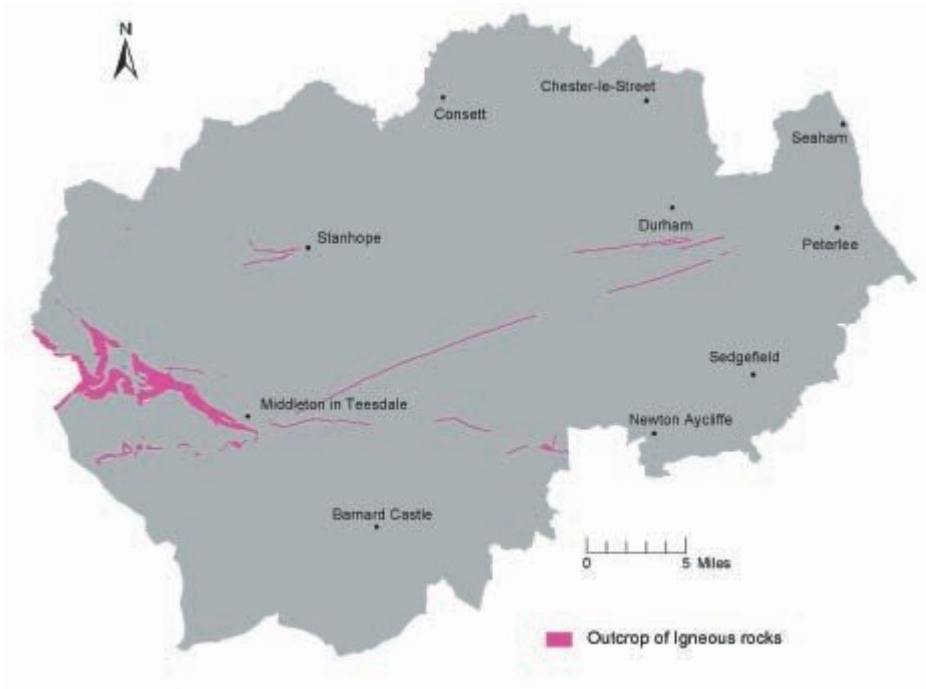 N
Chester-le-Street
Consett
Seaham
Durham
Stanhope
Peterlee
Sedgefield
Middleton in Teesdale
Newton Aycliffe
Barnard Castle
0 5 Miles
Outcrop of Igneous rocks